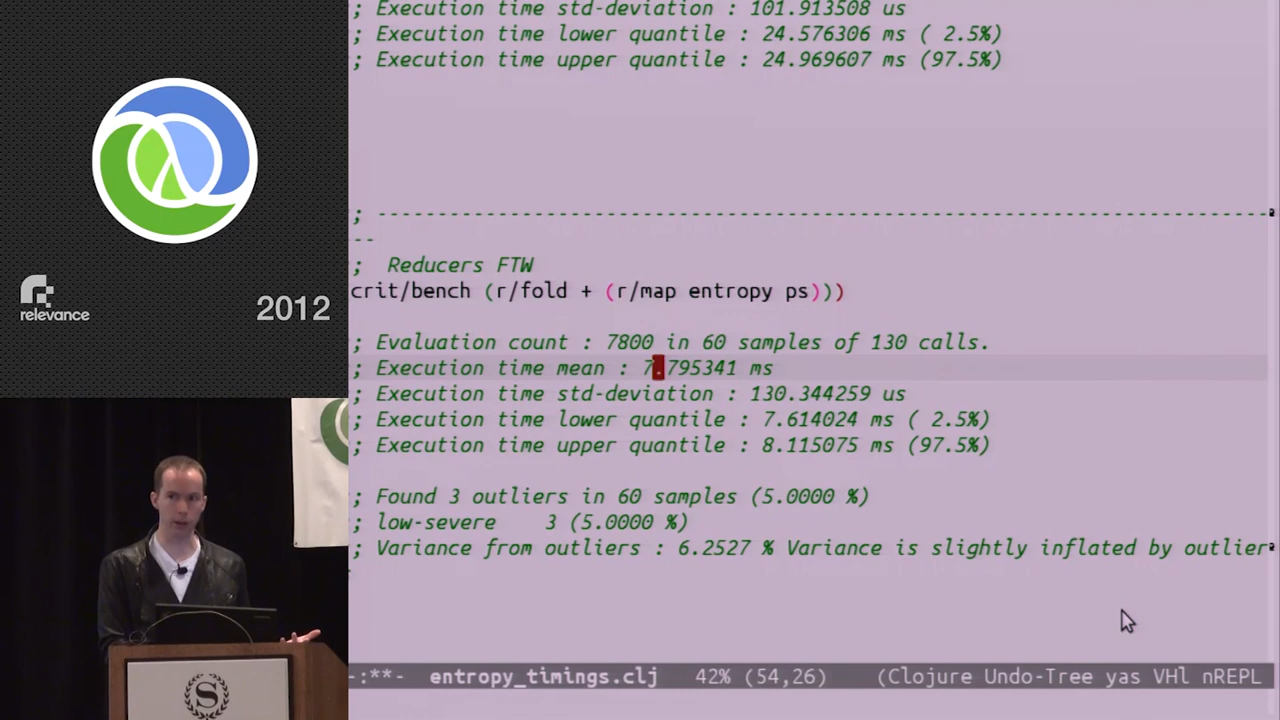 ; Execution time std-deviation : 101.913508 us
; Execution time lower quantile : 24.576306 ms ( 2.5%)
; Execution time upper quantile : 24.969607 ms (97.5%)
; --------------------------------------------------------------------------
--
; Reducers FTW
crit/bench (r/fold + (r/map entropy ps)))
; Evaluation count : 7800 in 60 samples of 130 calls.
; Execution time mean : 7.795341 ms
; Execution time std-deviation : 130.344259 us
; Execution time lower quantile : 7.614024 ms ( 2.5%)
; Execution time upper quantile : 8.115075 ms (97.5%)
; Found 3 outliers in 60 samples (5.0000 %)
; low-severe    3 (5.0000 %)
; Variance from outliers : 6.2527 % Variance is slightly inflated by outlier
-:**-  entropy_timings.clj   42% (54,26)    (Clojure Undo-Tree yas VHl nREPL
relevance
2012
S